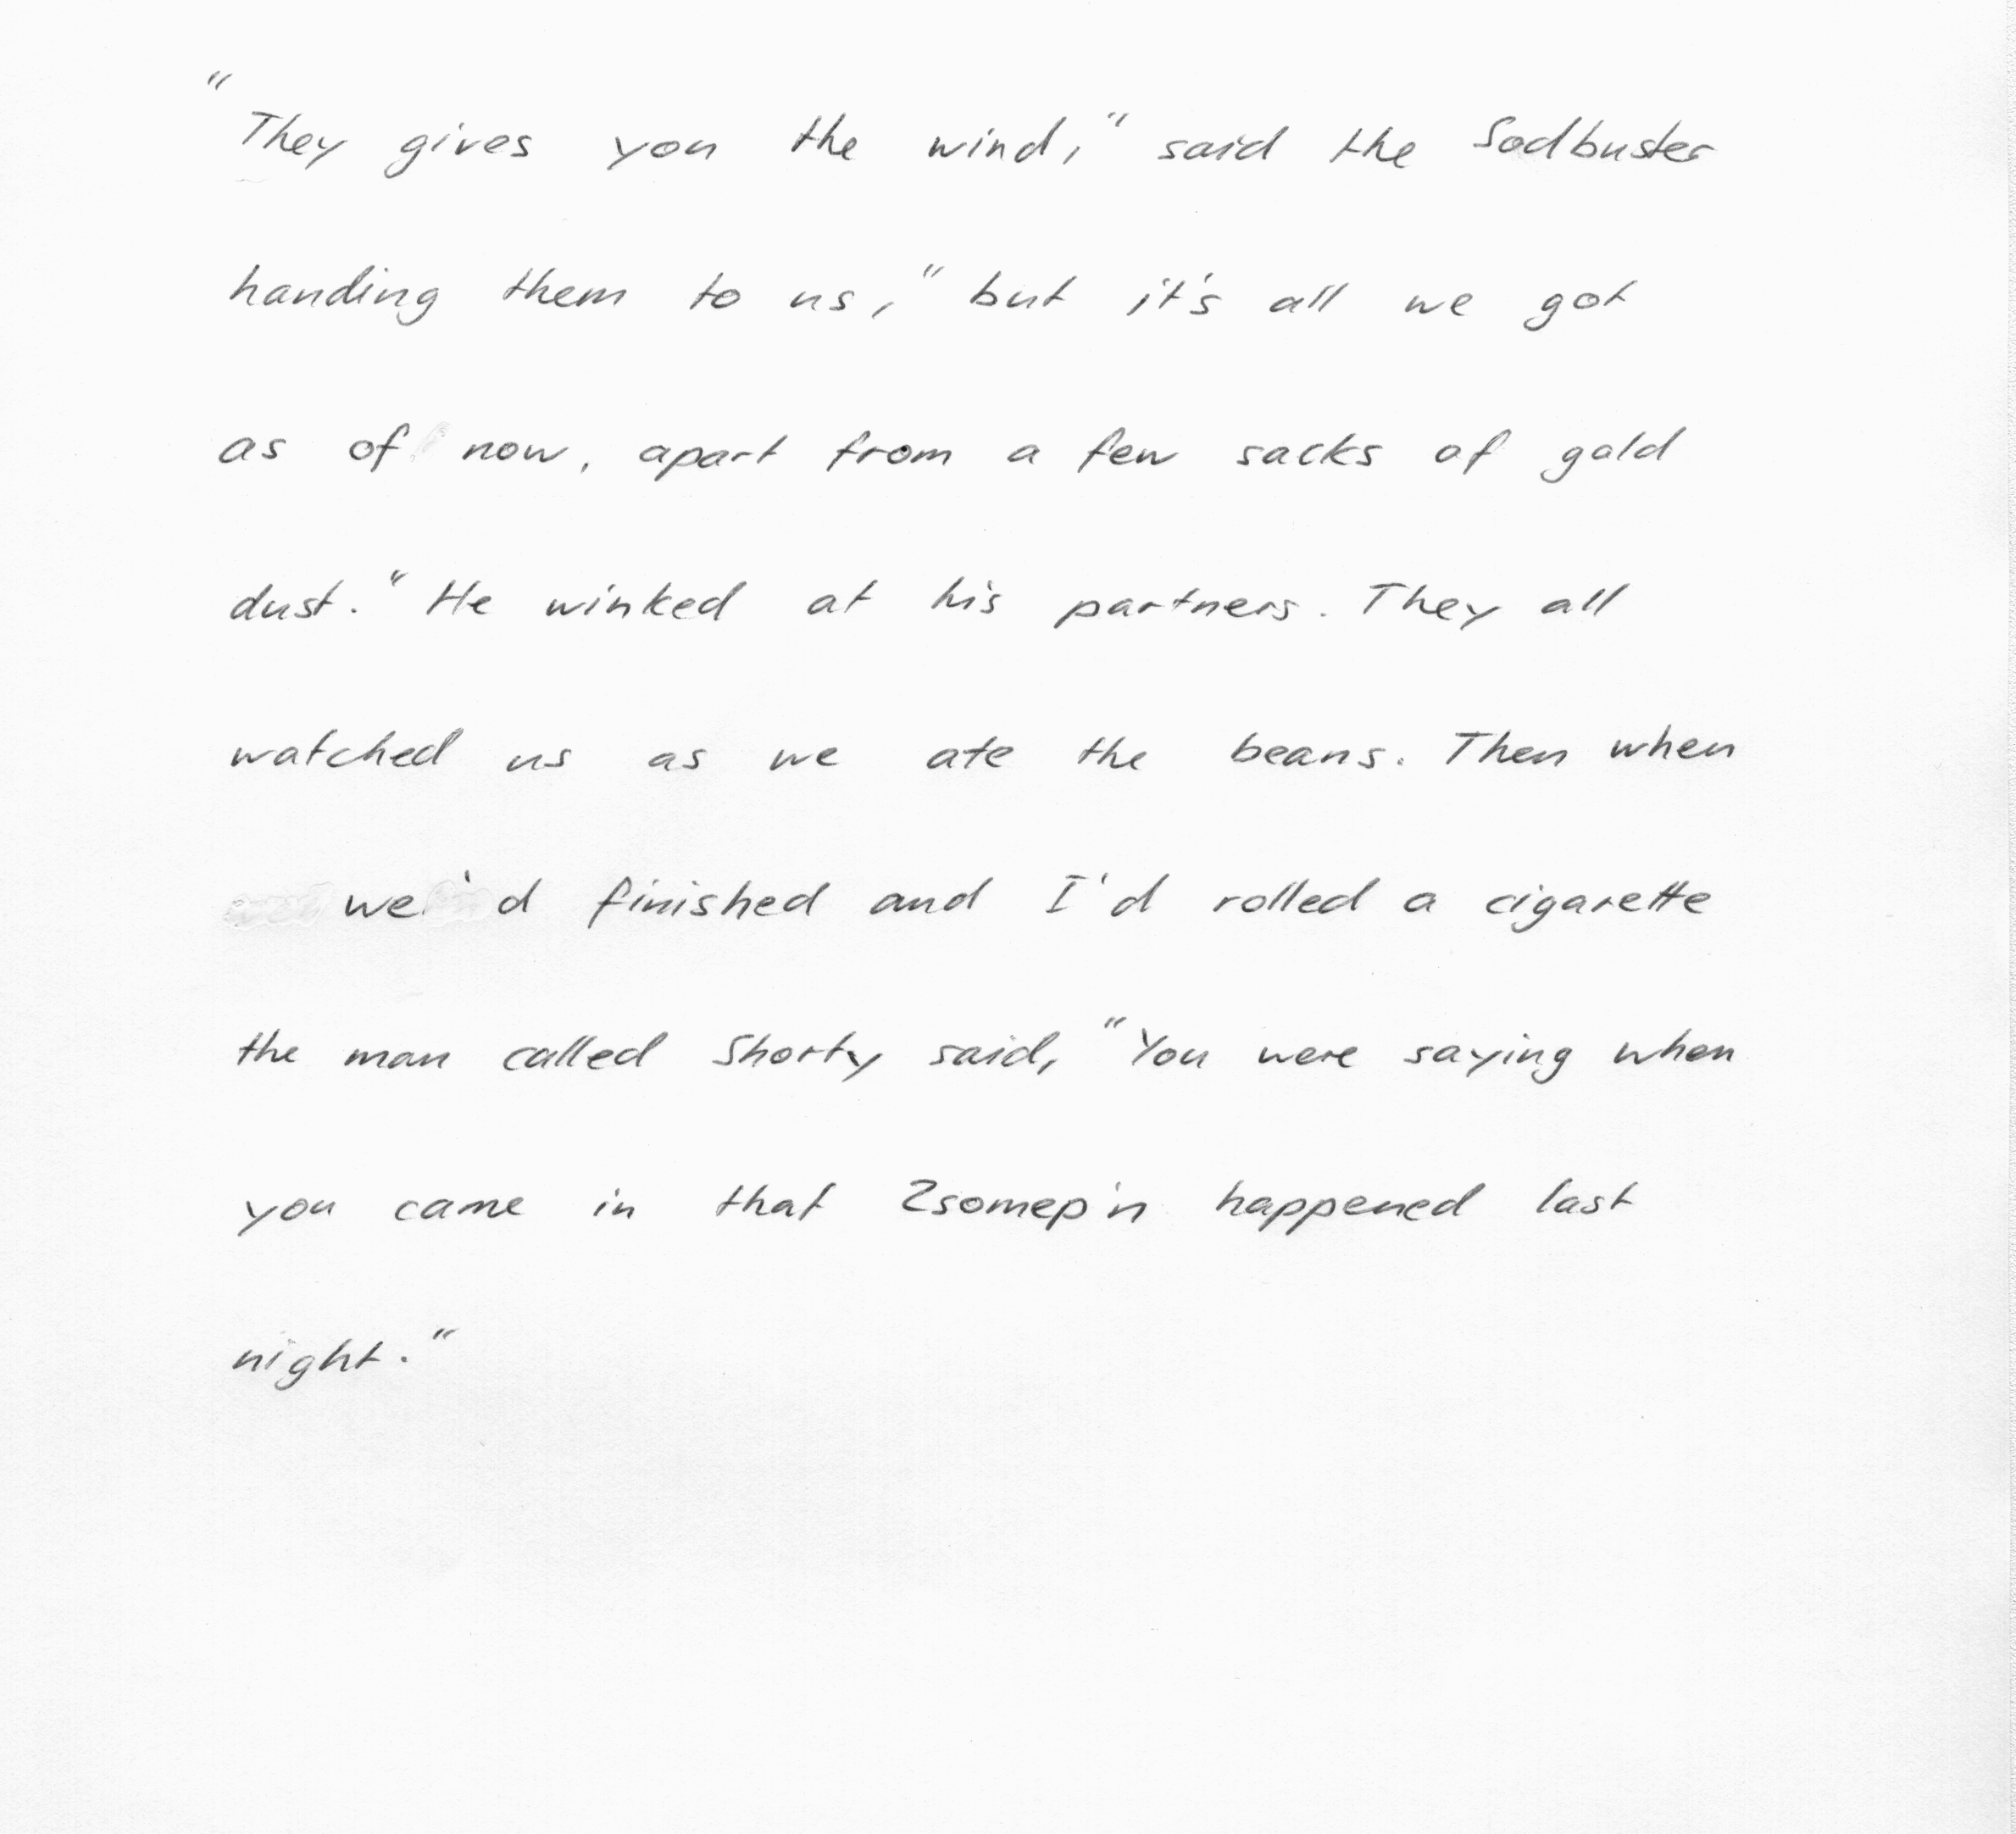 "They gives you the wind," said the Sodbuster
handing them to us," but it's all we got
as of now, apart from a few sacks of gold
dust." He winked at his partners. They all
watched us as we ate the beans. Then when
we'd finished and I'd rolled a cigarette
the man called Shorty said, "You were saying when
you came in that 2somep'n happened last
night."